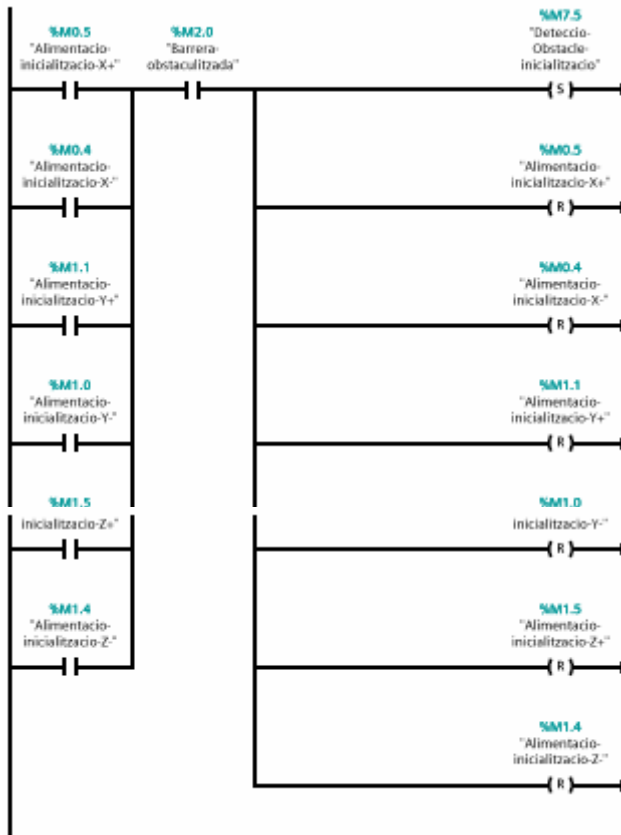 %M0.5
"Alimentacio-
inicialitzacio-X+"
%M2.0
"Barrera-
obstaculitzada"
%M7.5
"Deteccio-
Obstacle-
inicialitzacio"
S
%M0.4
"Alimentacio-
inicialitzacio-X-"
%M0.5
"Alimentacio-
inicialitzacio-X+"
R
%M1.1
"Alimentacio-
inicialitzacio-Y+"
%M0.4
"Alimentacio-
inicialitzacio-X-"
R
%M1.0
"Alimentacio-
inicialitzacio-Y-"
%M1.1
"Alimentacio-
inicialitzacio-Y+"
R
%M1.5
inicialitzacio-Z+"
%M1.0
inicialitzacio-Y-"
R
%M1.4
"Alimentacio-
inicialitzacio-Z-"
%M1.5
"Alimentacio-
inicialitzacio-Z+"
R
%M1.4
"Alimentacio-
inicialitzacio-Z-"
R